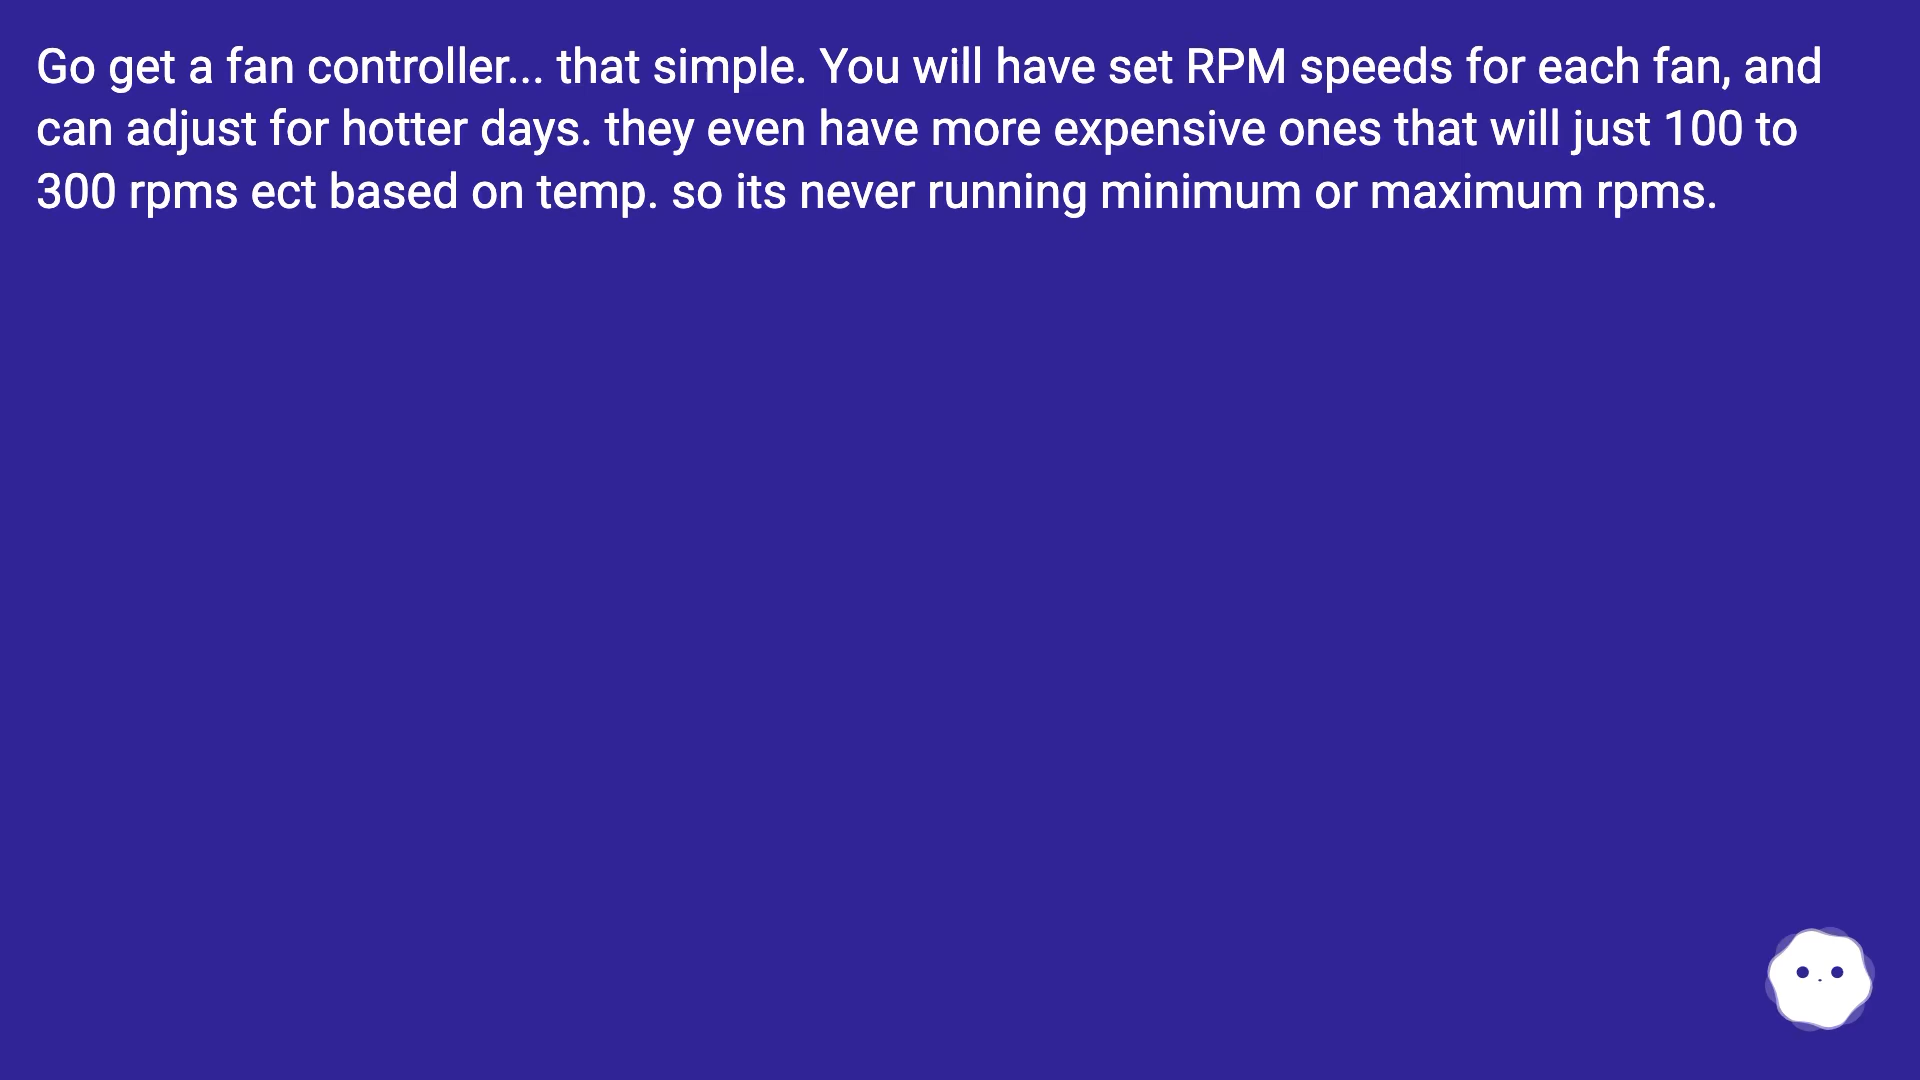 Go get a fan controller... that simple. You will have set RPM speeds for each fan, and
can adjust for hotter days. they even have more expensive ones that will just 100 to
300 rpms ect based on temp. so its never running minimum or maximum rpms.